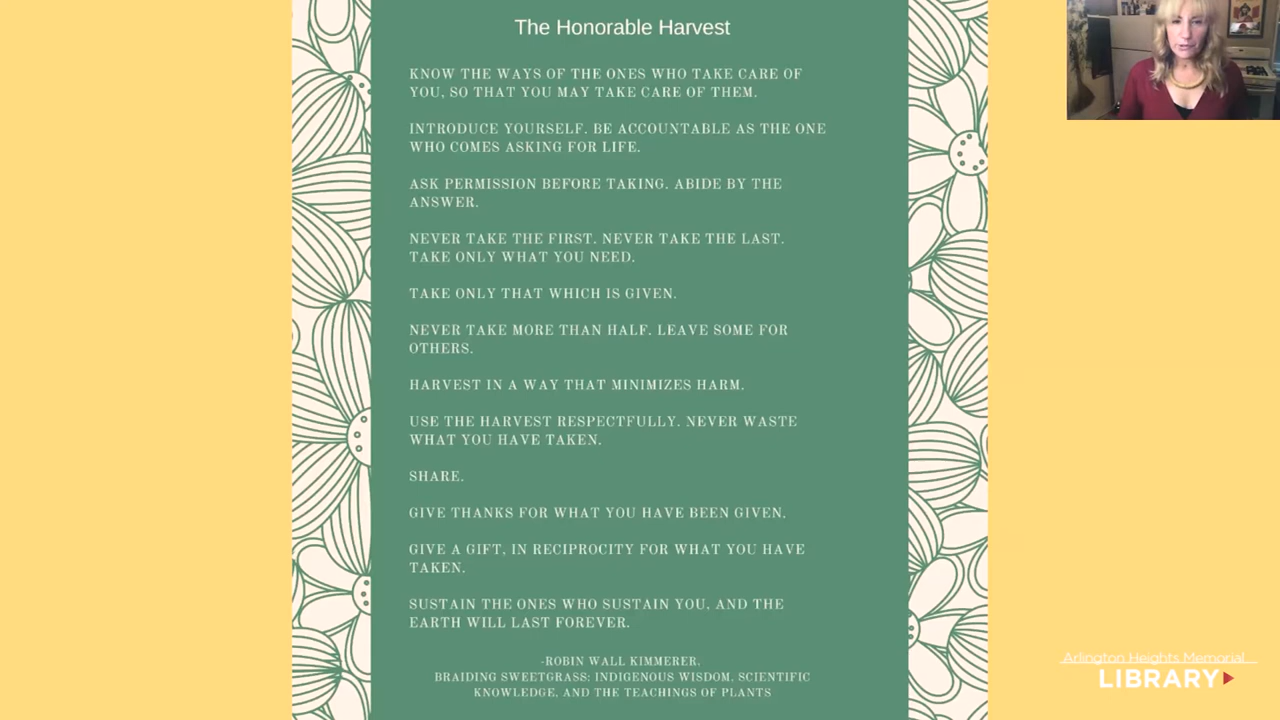 The Honorable Harvest
KNOW THE WAYS OF THE ONES WHO TAKE CARE OF
YOU, SO THAT YOU MAY TAKE CARE OF THEM.
INTRODUCE YOURSELF. BE ACCOUNTABLE AS THE ONE
WHO COMES ASKING FOR LIFE.
ASK PERMISSION BEFORE TAKING. ABIDE BY THE
ANSWER.
NEVER TAKE THE FIRST. NEVER TAKE THE LAST.
TAKE ONLY WHAT YOU NEED.
TAKE ONLY THAT WHICH IS GIVEN.
NEVER TAKE MORE THAN HALF. LEAVE SOME FOR
OTHERS.
HARVEST IN A WAY THAT MINIMIZES HARM.
USE THE HARVEST RESPECTFULLY. NEVER WASTE
WHAT YOU HAVE TAKEN.
SHARE.
GIVE THANKS FOR WHAT YOU HAVE BEEN GIVEN.
GIVE A GIFT, IN RECIPROCITY FOR WHAT YOU HAVE
TAKEN.
SUSTAIN THE ONES WHO SUSTAIN YOU, AND THE
EARTH WILL LAST FOREVER.
-ROBIN WALL KIMMERER,
BRAIDING SWEETGRASS: INDIGENOUS WISDOM, SCIENTIFIC
KNOWLEDGE, AND THE TEACHINGS OF PLANTS
Arlington Heights Memorial
LIBRARY